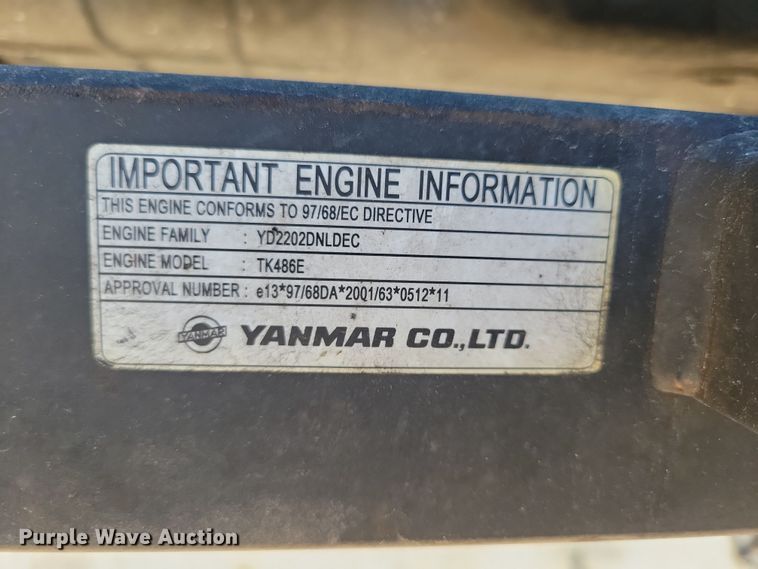 IMPORTANT ENGINE INFORMATION
THIS ENGINE CONFORMS TO 97/68/EC DIRECTIVE
ENGINE FAMILY : YD2202DNLDEC
ENGINE MODEL : TK486E
APPROVAL NUMBER : e13*97/68DA*2001/63*0512*11
YANMAR YANMAR CO.,LTD.
Purple Wave Auction